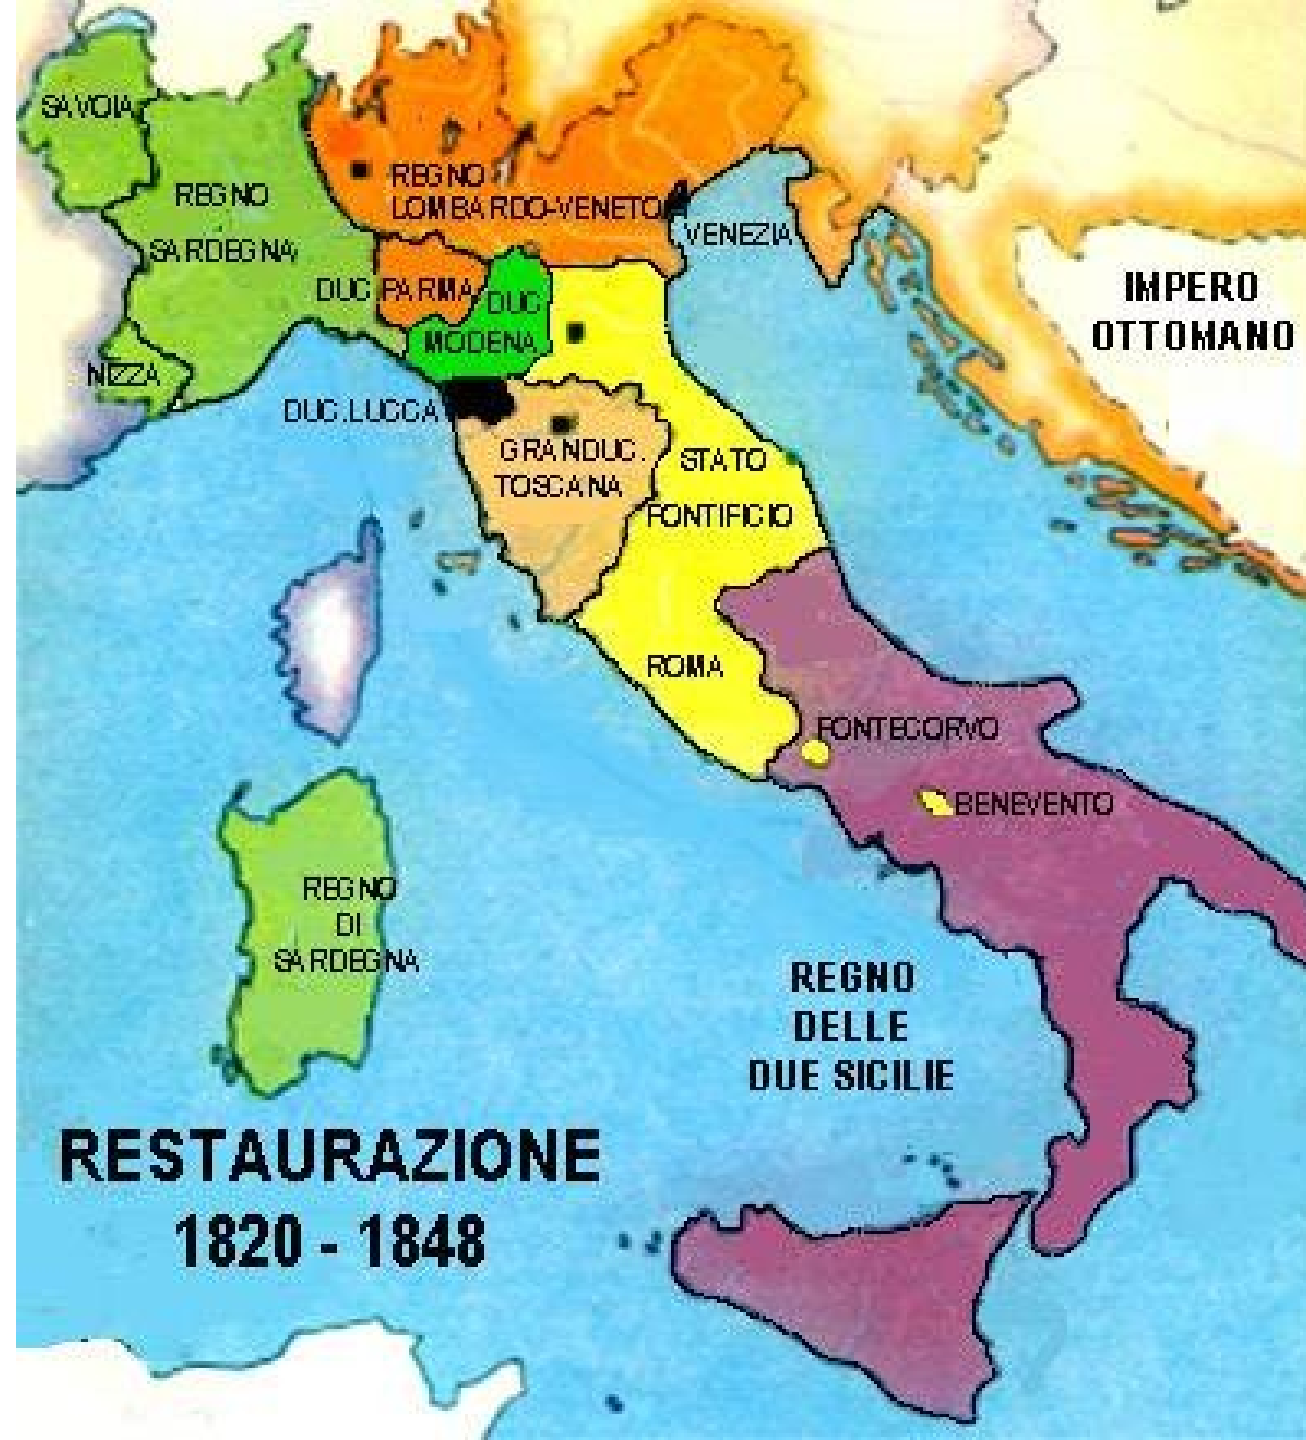 SAVOIA
REGNO
SARDEGNA
NIZZA
REGNO
LOMBARDO-VENETO
VENEZIA
DUC. PARMA
DUC
MODENA
DUC.LUCCA
GRANDUC.
TOSCANA
STATO
PONTIFICIO
ROMA
PONTECORVO
BENEVENTO
IMPERO
OTTOMANO
REGNO
DI
SARDEGNA
REGNO
DELLE
DUE SICILIE
RESTAURAZIONE
1820 - 1848